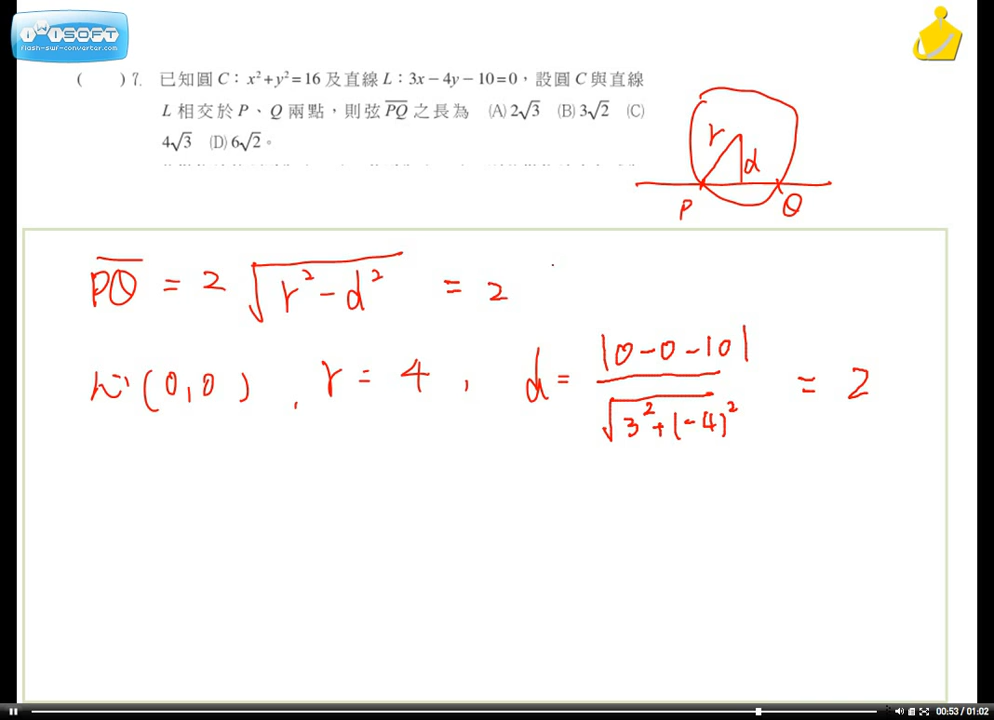 iWiSOFT
flash-swf-converter.com
( ) 7. 已知圓 C：x²+y²=16 及直線 L：3x－4y－10=0，設圓 C 與直線
L 相交於 P、Q 兩點，則弦 PQ 之長為 (A) 2√3 (B) 3√2 (C)
4√3 (D) 6√2。
r
d
P Q
PQ = 2 √(r² - d²) = 2
心 (0,0), r = 4, d = |0-0-10| / √(3²+(-4)²) = 2
00:53 / 01:02